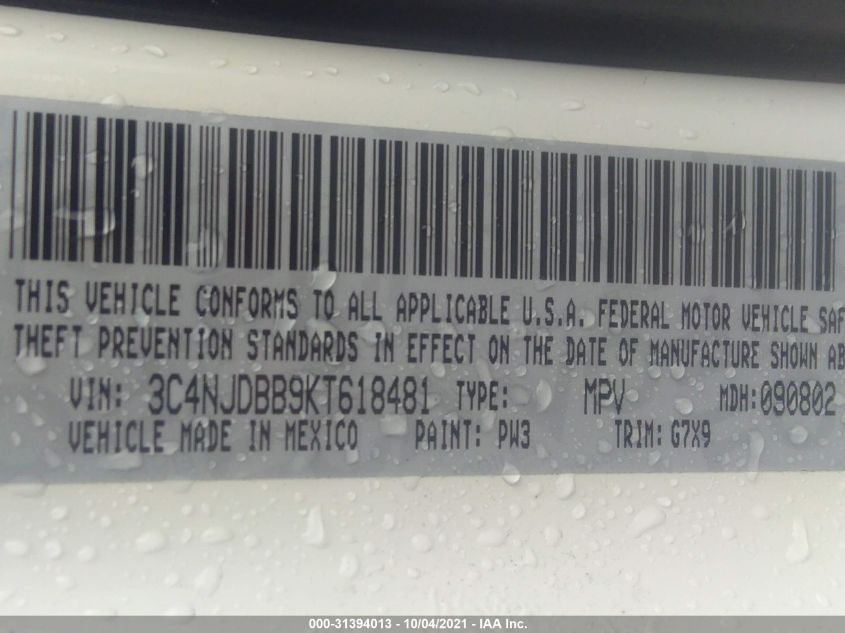 THIS VEHICLE CONFORMS TO ALL APPLICABLE U.S.A. FEDERAL MOTOR VEHICLE SAF
THEFT PREVENTION STANDARDS IN EFFECT ON THE DATE OF MANUFACTURE SHOWN AB
VIN: 3C4NJDBB9KT618481 TYPE: MPV MDH:090802
VEHICLE MADE IN MEXICO PAINT: PW3 TRIM: G7X9
000-31394013 - 10/04/2021 - IAA Inc.